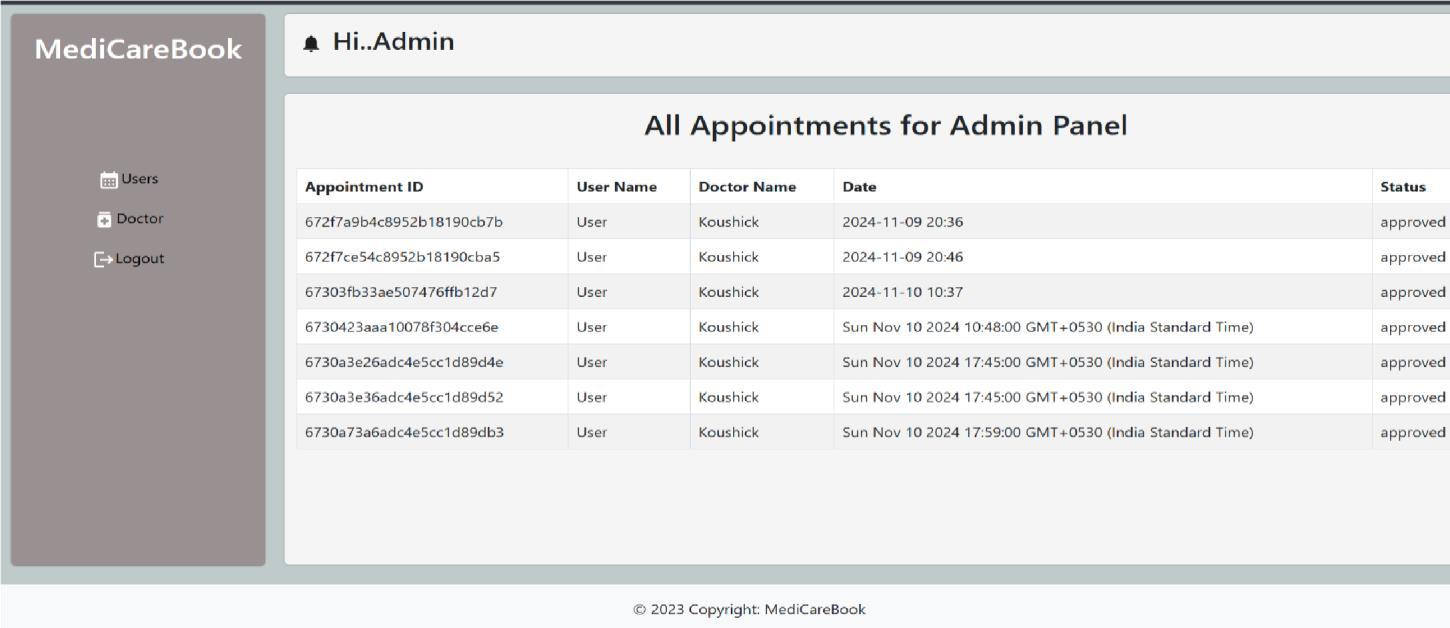 MediCareBook
Users
Doctor
Logout
Hi..Admin
All Appointments for Admin Panel
Appointment ID User Name Doctor Name Date Status
672f7a9b4c8952b18190cb7b User Koushick 2024-11-09 20:36 approved
672f7ce54c8952b18190cba5 User Koushick 2024-11-09 20:46 approved
67303fb33ae507476ffb12d7 User Koushick 2024-11-10 10:37 approved
6730423aaa10078f304cce6e User Koushick Sun Nov 10 2024 10:48:00 GMT+0530 (India Standard Time) approved
6730a3e26adc4e5cc1d89d4e User Koushick Sun Nov 10 2024 17:45:00 GMT+0530 (India Standard Time) approved
6730a3e36adc4e5cc1d89d52 User Koushick Sun Nov 10 2024 17:45:00 GMT+0530 (India Standard Time) approved
6730a73a6adc4e5cc1d89db3 User Koushick Sun Nov 10 2024 17:59:00 GMT+0530 (India Standard Time) approved
© 2023 Copyright: MediCareBook